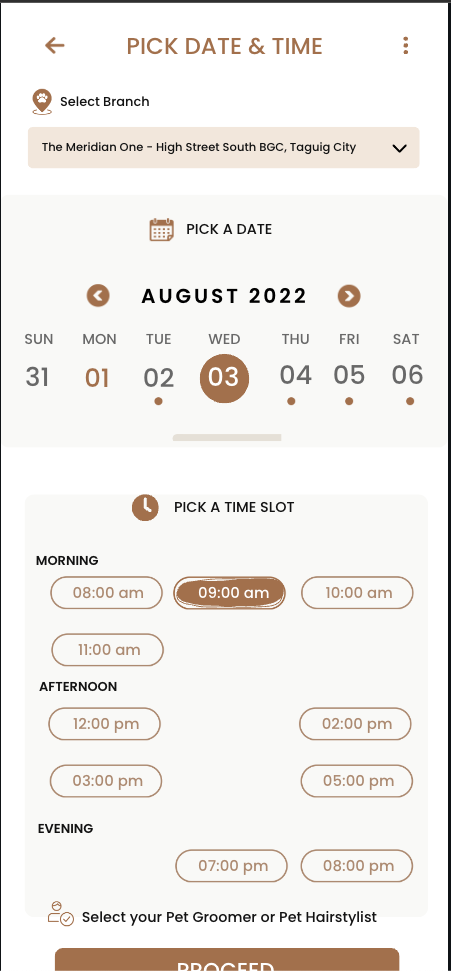 PICK DATE & TIME
Select Branch
The Meridian One - High Street South BGC, Taguig City
PICK A DATE
AUGUST 2022
SUN MON TUE WED THU FRI SAT
31 01 02 03 04 05 06
PICK A TIME SLOT
MORNING
08:00 am 09:00 am 10:00 am
11:00 am
AFTERNOON
12:00 pm 02:00 pm
03:00 pm 05:00 pm
EVENING
07:00 pm 08:00 pm
Select your Pet Groomer or Pet Hairstylist
PROCEED